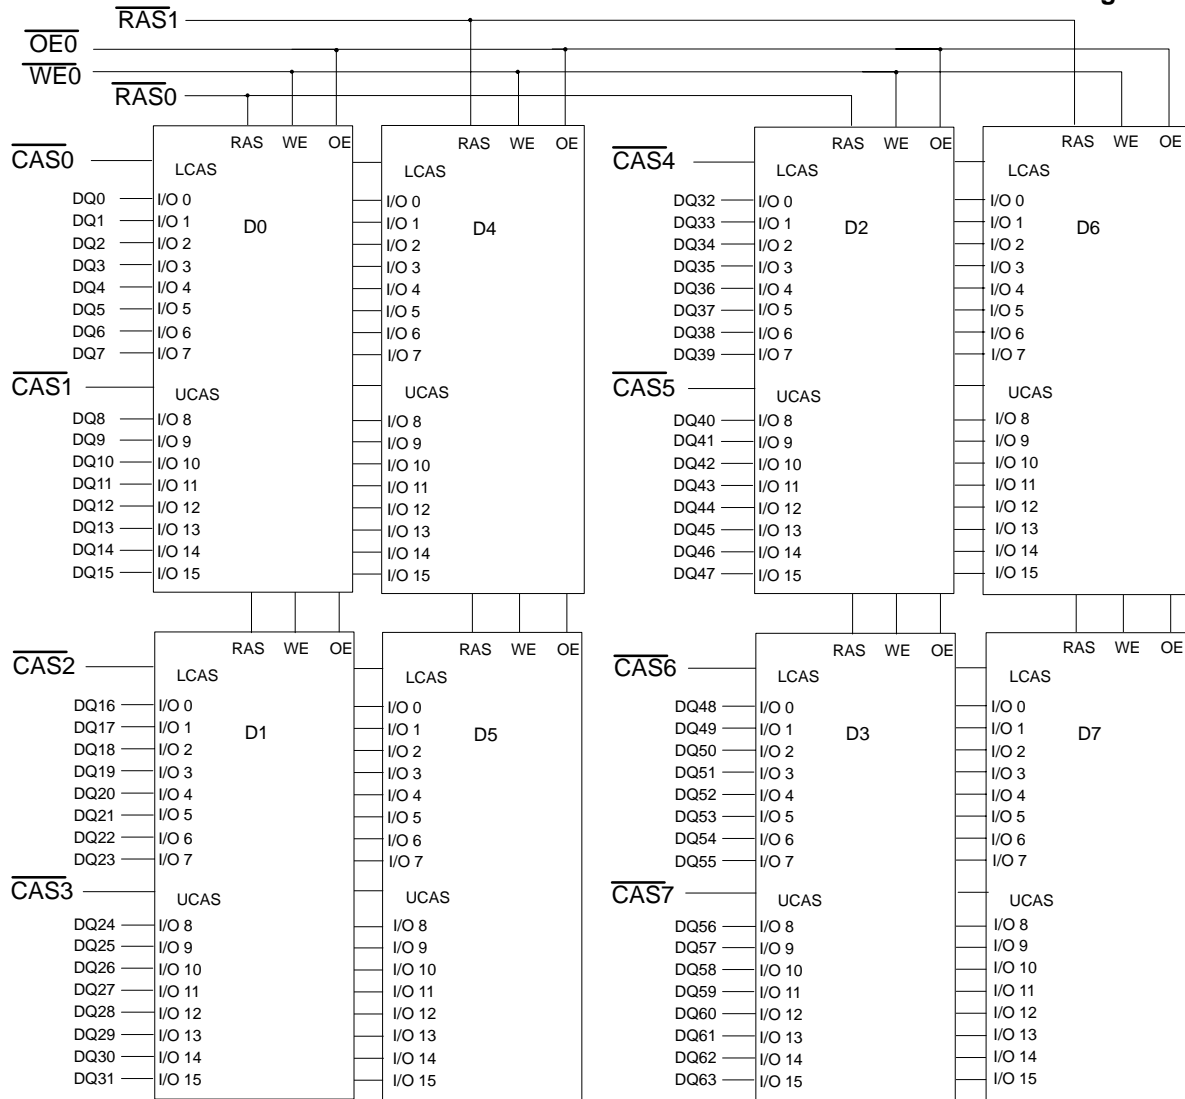 RAS1
OE0
WE0
RAS0
RAS WE OE RAS WE OE RAS WE OE RAS WE OE
CAS0 CAS4
LCAS LCAS LCAS LCAS
DQ0 I/O 0 I/O 0 DQ32 I/O 0 I/O 0
DQ1 I/O 1 I/O 1 DQ33 I/O 1 I/O 1
D0 D4 D2 D6
DQ2 I/O 2 I/O 2 DQ34 I/O 2 I/O 2
DQ3 I/O 3 I/O 3 DQ35 I/O 3 I/O 3
DQ4 I/O 4 I/O 4 DQ36 I/O 4 I/O 4
DQ5 I/O 5 I/O 5 DQ37 I/O 5 I/O 5
DQ6 I/O 6 I/O 6 DQ38 I/O 6 I/O 6
DQ7 I/O 7 I/O 7 DQ39 I/O 7 I/O 7
CAS1 CAS5
UCAS UCAS UCAS UCAS
DQ8 I/O 8 I/O 8 DQ40 I/O 8 I/O 8
DQ9 I/O 9 I/O 9 DQ41 I/O 9 I/O 9
DQ10 I/O 10 I/O 10 DQ42 I/O 10 I/O 10
DQ11 I/O 11 I/O 11 DQ43 I/O 11 I/O 11
DQ12 I/O 12 I/O 12 DQ44 I/O 12 I/O 12
DQ13 I/O 13 I/O 13 DQ45 I/O 13 I/O 13
DQ14 I/O 14 I/O 14 DQ46 I/O 14 I/O 14
DQ15 I/O 15 I/O 15 DQ47 I/O 15 I/O 15
RAS WE OE RAS WE OE RAS WE OE RAS WE OE
CAS2 CAS6
LCAS LCAS LCAS LCAS
DQ16 I/O 0 I/O 0 DQ48 I/O 0 I/O 0
DQ17 I/O 1 I/O 1 DQ49 I/O 1 I/O 1
D1 D5 D3 D7
DQ18 I/O 2 I/O 2 DQ50 I/O 2 I/O 2
DQ19 I/O 3 I/O 3 DQ51 I/O 3 I/O 3
DQ20 I/O 4 I/O 4 DQ52 I/O 4 I/O 4
DQ21 I/O 5 I/O 5 DQ53 I/O 5 I/O 5
DQ22 I/O 6 I/O 6 DQ54 I/O 6 I/O 6
DQ23 I/O 7 I/O 7 DQ55 I/O 7 I/O 7
CAS3 CAS7
UCAS UCAS UCAS UCAS
DQ24 I/O 8 I/O 8 DQ56 I/O 8 I/O 8
DQ25 I/O 9 I/O 9 DQ57 I/O 9 I/O 9
DQ26 I/O 10 I/O 10 DQ58 I/O 10 I/O 10
DQ27 I/O 11 I/O 11 DQ59 I/O 11 I/O 11
DQ28 I/O 12 I/O 12 DQ60 I/O 12 I/O 12
DQ29 I/O 13 I/O 13 DQ61 I/O 13 I/O 13
DQ30 I/O 14 I/O 14 DQ62 I/O 14 I/O 14
DQ31 I/O 15 I/O 15 DQ63 I/O 15 I/O 15